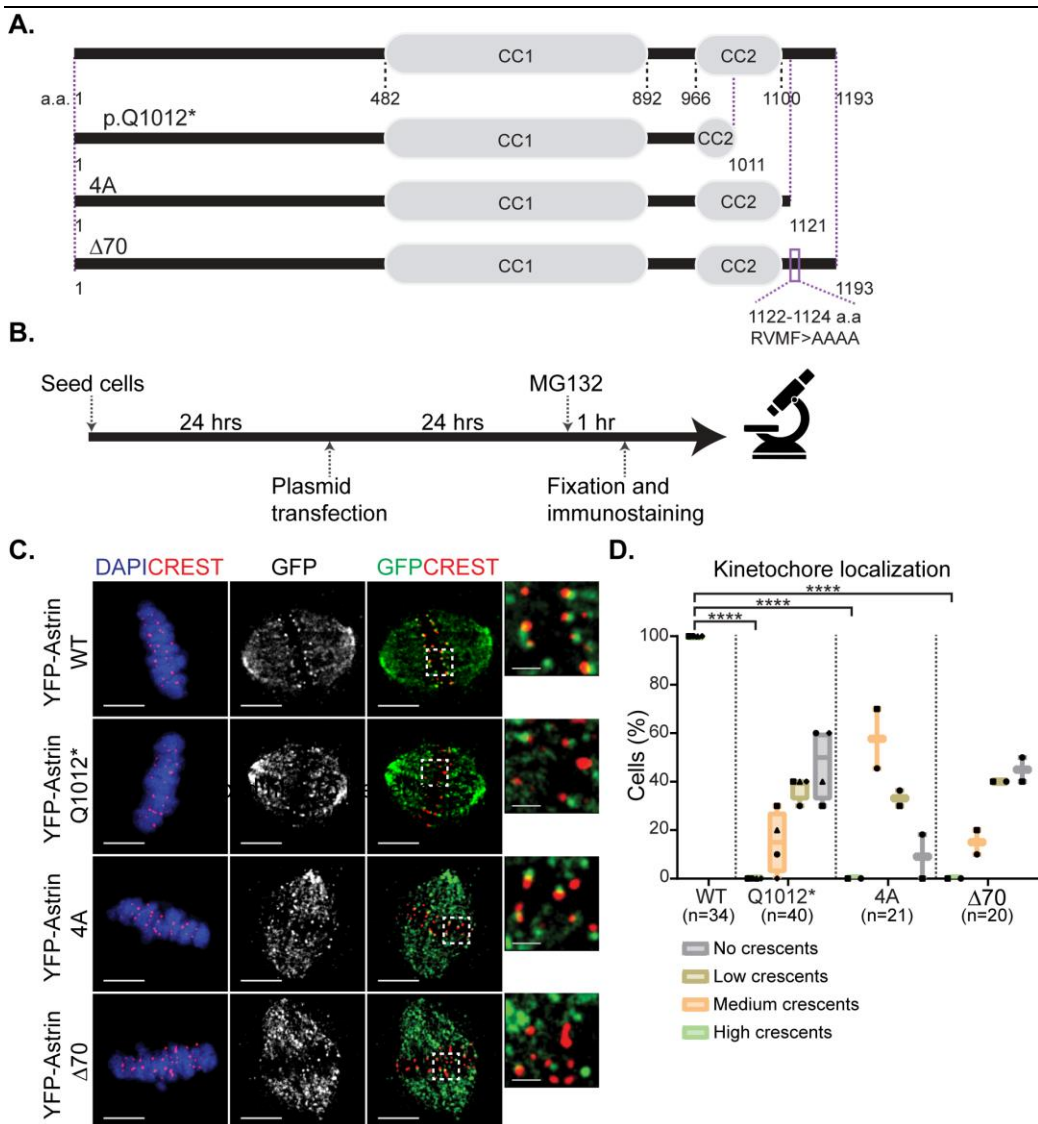 A.
CC1 CC2
a.a. 1 482 892 966 1100 1193
p.Q1012*
CC1 CC2
1 1011
4A
CC1 CC2
1 1121
Δ70
CC1 CC2
1 1193
1122-1124 a.a
RVMF>AAAA
B.
Seed cells MG132
24 hrs 24 hrs 1 hr
Plasmid
transfection
Fixation and
immunostaining
C.
DAPICREST GFP GFPCREST
YFP-Astrin
WT
YFP-Astrin
Q1012*
YFP-Astrin
4A
YFP-Astrin
Δ70
D.
Kinetochore localization
****
****
****
Cells (%)
100
80
60
40
20
0
WT Q1012* 4A Δ70
(n=34) (n=40) (n=21) (n=20)
No crescents
Low crescents
Medium crescents
High crescents